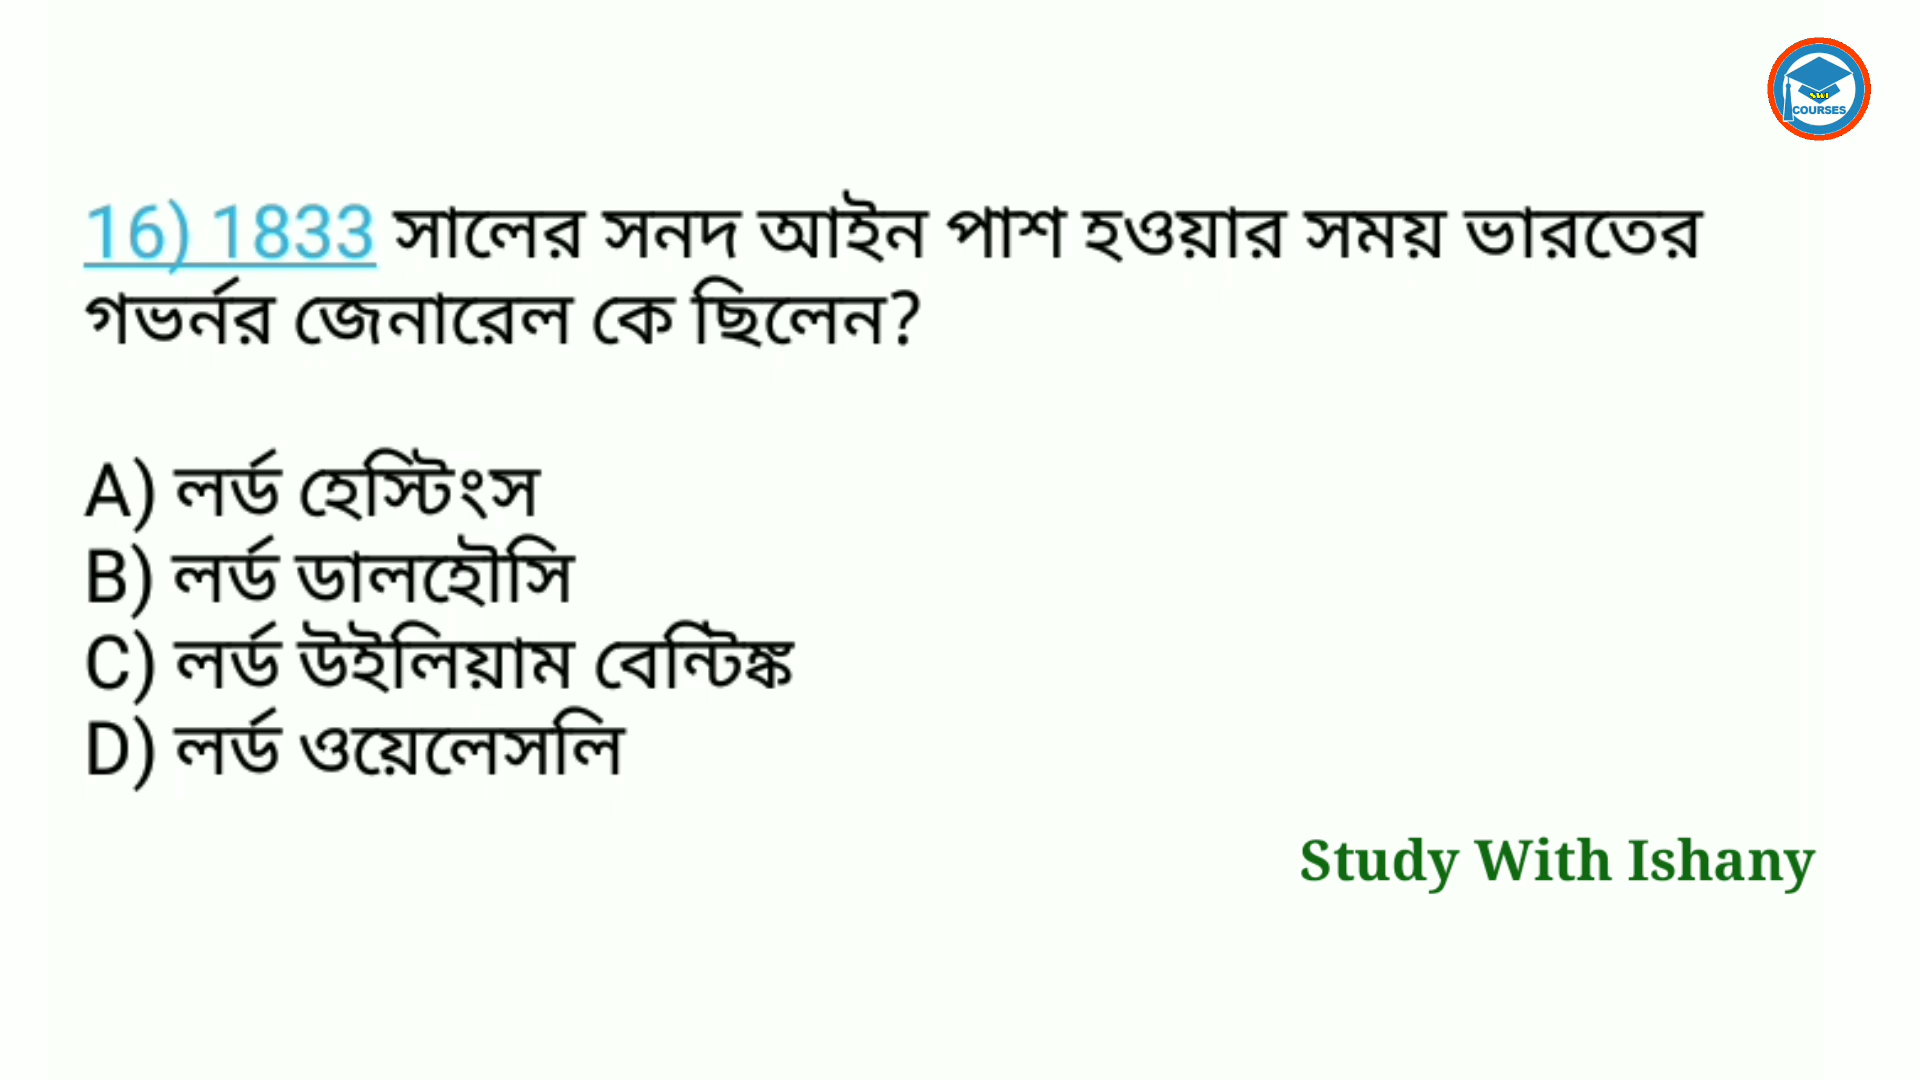 COURSES
16) 1833 সালের সনদ আইন পাশ হওয়ার সময় ভারতের
গভর্নর জেনারেল কে ছিলেন?
A) লর্ড হেস্টিংস
B) লর্ড ডালহৌসি
C) লর্ড উইলিয়াম বেন্টিঙ্ক
D) লর্ড ওয়েলেসলি
Study With Ishany